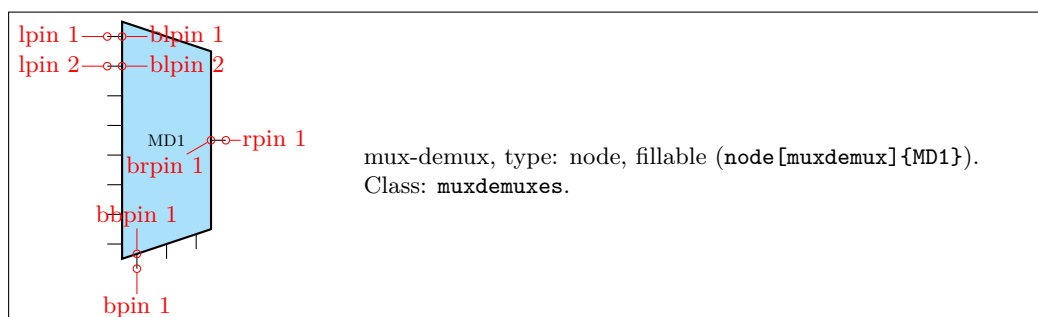 lpin 1 blpin 1
lpin 2 blpin 2
MD1 rpin 1
brpin 1
mux-demux, type: node, fillable (node[muxdemux]{MD1}).
Class: muxdemuxes.
bbpin 1
bpin 1